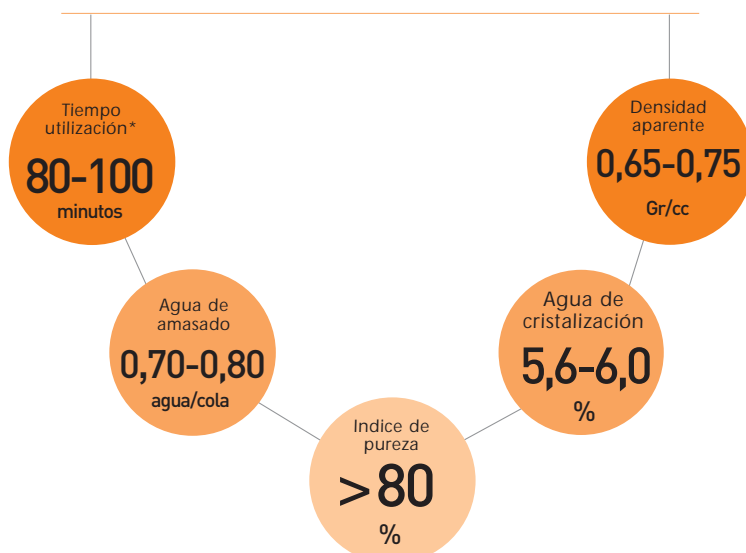 Tiempo
utilización*
80-100
minutos
Densidad
aparente
0,65-0,75
Gr/cc
Agua de
amasado
0,70-0,80
agua/cola
Agua de
cristalización
5,6-6,0
%
Indice de
pureza
>80
%